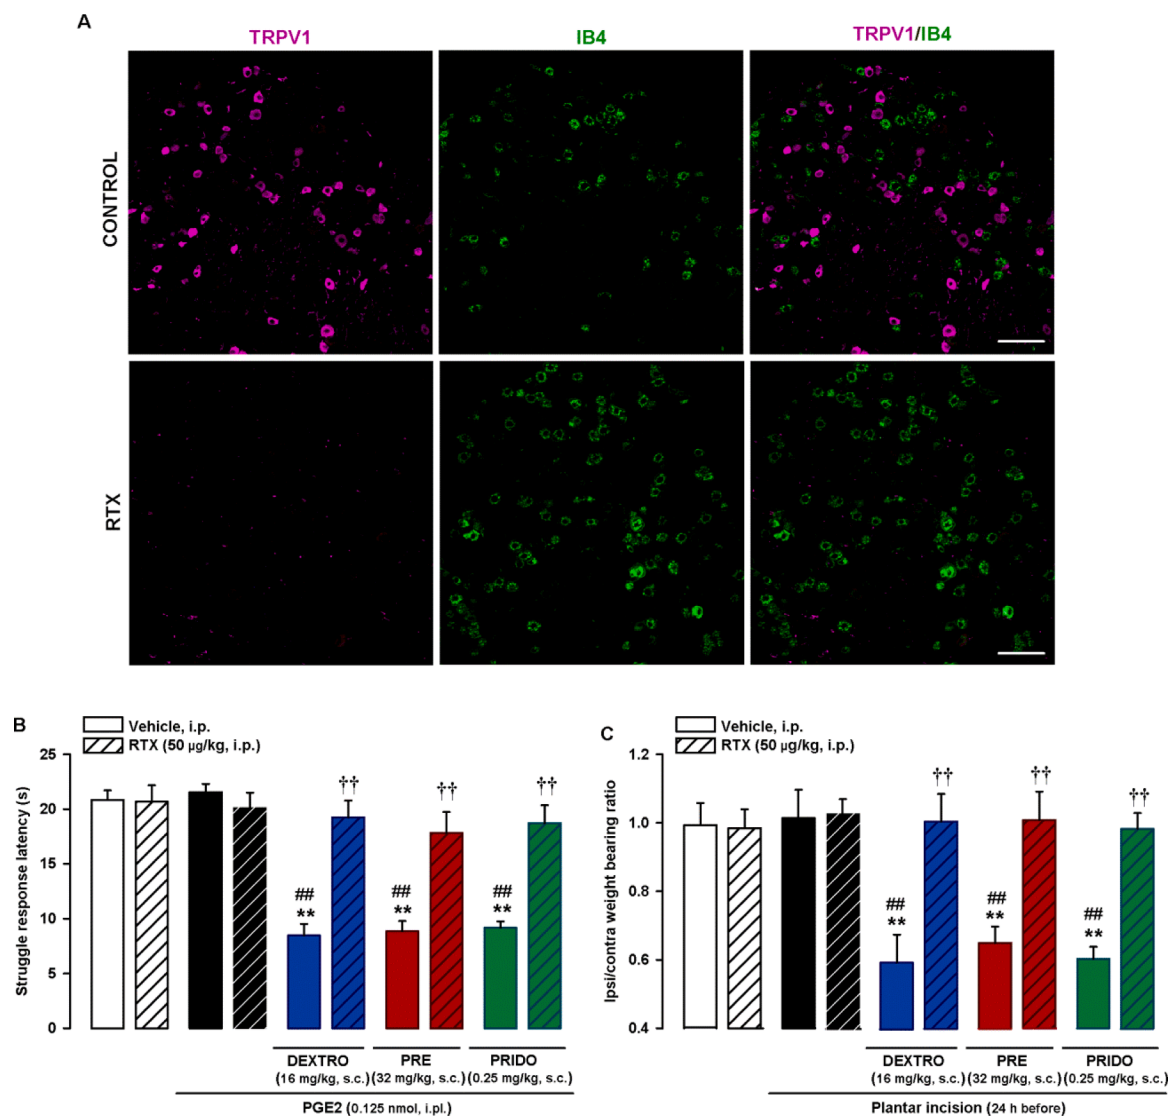 A
TRPV1
IB4
TRPV1/IB4
CONTROL
RTX
B
Vehicle, i.p.
RTX (50 µg/kg, i.p.)
Struggle response latency (s)
25
20
15
10
5
0
##
**
††
##
**
††
##
**
††
DEXTRO
(16 mg/kg, s.c.)
PRE
(32 mg/kg, s.c.)
PRIDO
(0.25 mg/kg, s.c.)
PGE2 (0.125 nmol, i.pl.)
C
Vehicle, i.p.
RTX (50 µg/kg, i.p.)
Ipsi/contra weight bearing ratio
1.2
1.0
0.8
0.6
0.4
##
**
††
##
**
††
##
**
††
DEXTRO
(16 mg/kg, s.c.)
PRE
(32 mg/kg, s.c.)
PRIDO
(0.25 mg/kg, s.c.)
Plantar incision (24 h before)